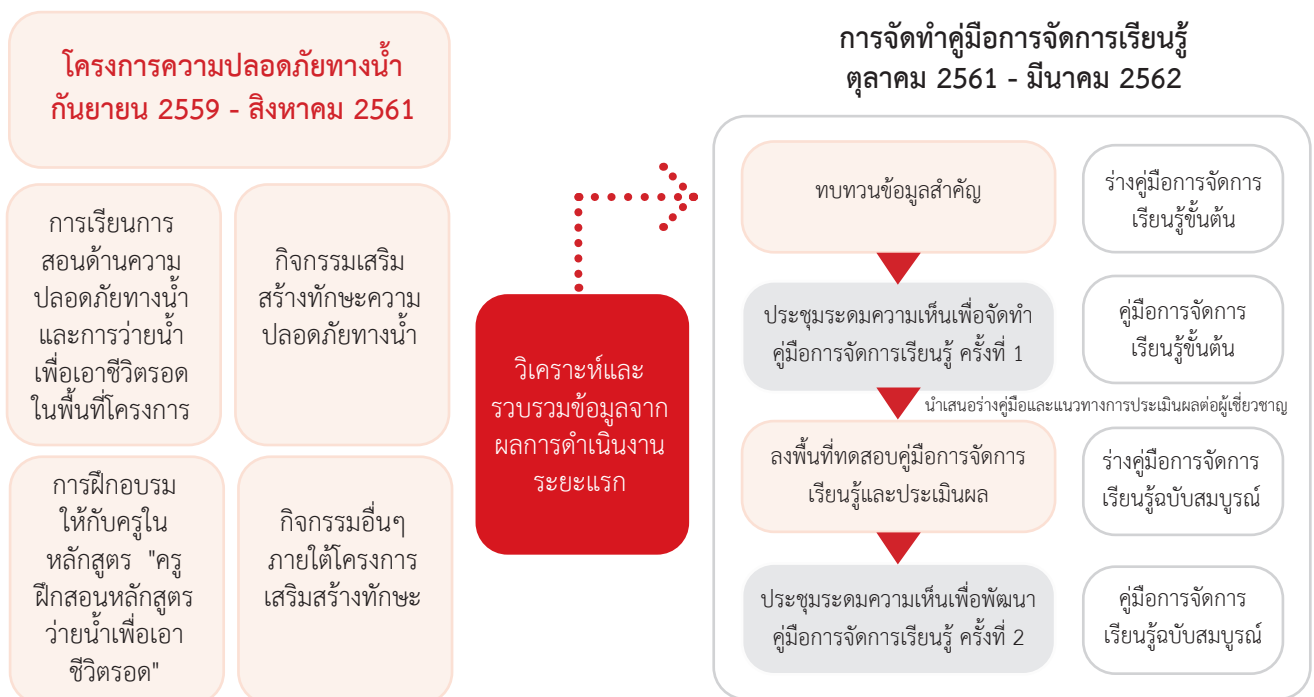 โครงการความปลอดภัยทางน้ำ
กันยายน 2559 - สิงหาคม 2561
การเรียนการ
สอนด้านความ
ปลอดภัยทางน้ำ
และการว่ายน้ำ
เพื่อเอาชีวิตรอด
ในพื้นที่โครงการ
กิจกรรมเสริม
สร้างทักษะความ
ปลอดภัยทางน้ำ
การฝึกอบรม
ให้กับครูใน
หลักสูตร "ครู
ฝึกสอนหลักสูตร
ว่ายน้ำเพื่อเอา
ชีวิตรอด"
กิจกรรมอื่นๆ
ภายใต้โครงการ
เสริมสร้างทักษะ
วิเคราะห์และ
รวบรวมข้อมูลจาก
ผลการดำเนินงาน
ระยะแรก
การจัดทำคู่มือการจัดการเรียนรู้
ตุลาคม 2561 - มีนาคม 2562
ทบทวนข้อมูลสำคัญ
ร่างคู่มือการจัดการ
เรียนรู้ขั้นต้น
ประชุมระดมความเห็นเพื่อจัดทำ
คู่มือการจัดการเรียนรู้ ครั้งที่ 1
คู่มือการจัดการ
เรียนรู้ขั้นต้น
นำเสนอร่างคู่มือและแนวทางการประเมินผลต่อผู้เชี่ยวชาญ
ลงพื้นที่ทดสอบคู่มือการจัดการ
เรียนรู้และประเมินผล
ร่างคู่มือการจัดการ
เรียนรู้ฉบับสมบูรณ์
ประชุมระดมความเห็นเพื่อพัฒนา
คู่มือการจัดการเรียนรู้ ครั้งที่ 2
คู่มือการจัดการ
เรียนรู้ฉบับสมบูรณ์